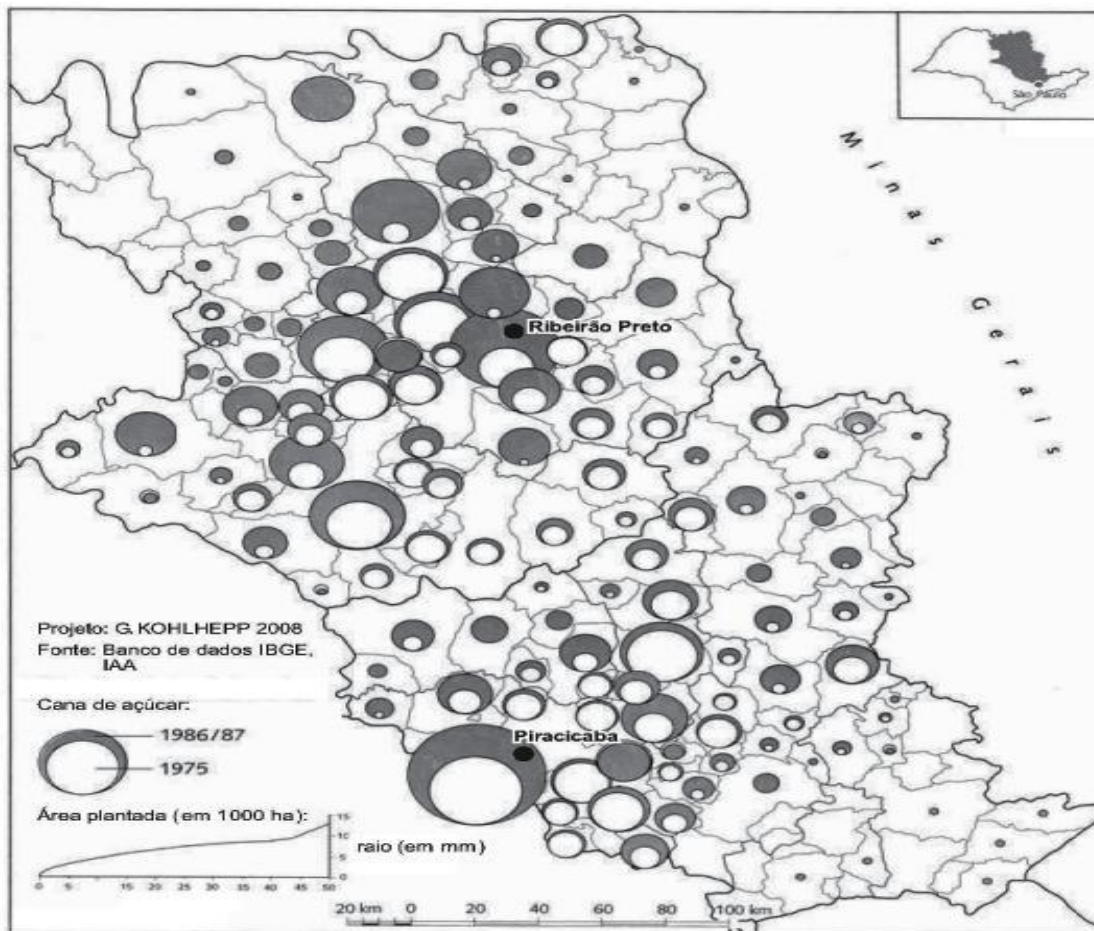 São Paulo
Minas Gerais
Ribeirão Preto
Projeto: G. KOHLHEPP 2008
Fonte: Banco de dados IBGE,
IAA
Cana de açúcar:
1986/87
1975
Piracicaba
Área plantada (em 1000 ha):
15
10
5
0
raio (em mm)
0 5 10 15 20 25 30 35 40 45 50
20 km 0 20 40 60 80 100 km